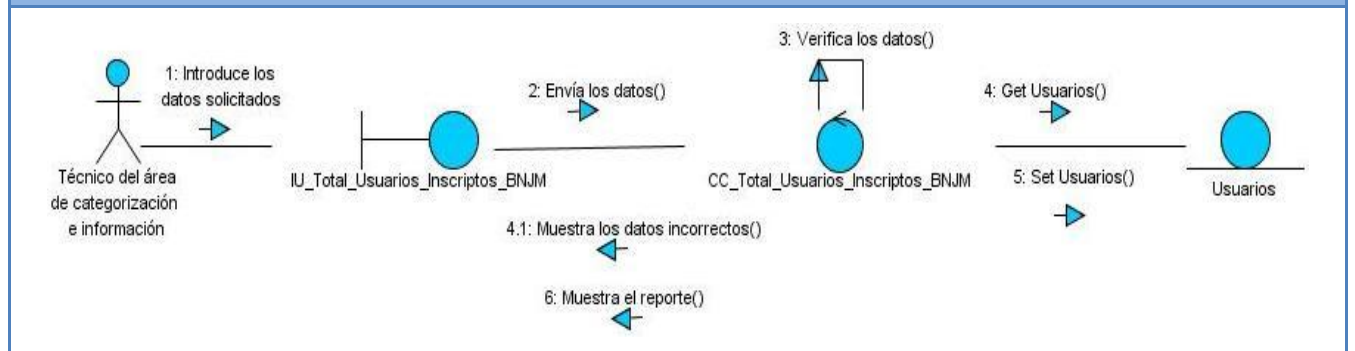 3: Verifica los datos()
1: Introduce los
datos solicitados
2: Envía los datos()
4: Get Usuarios()
Técnico del área
de categorización
e información
IU_Total_Usuarios_Inscriptos_BNJM
CC_Total_Usuarios_Inscriptos_BNJM
5: Set Usuarios()
Usuarios
4.1: Muestra los datos incorrectos()
6: Muestra el reporte()